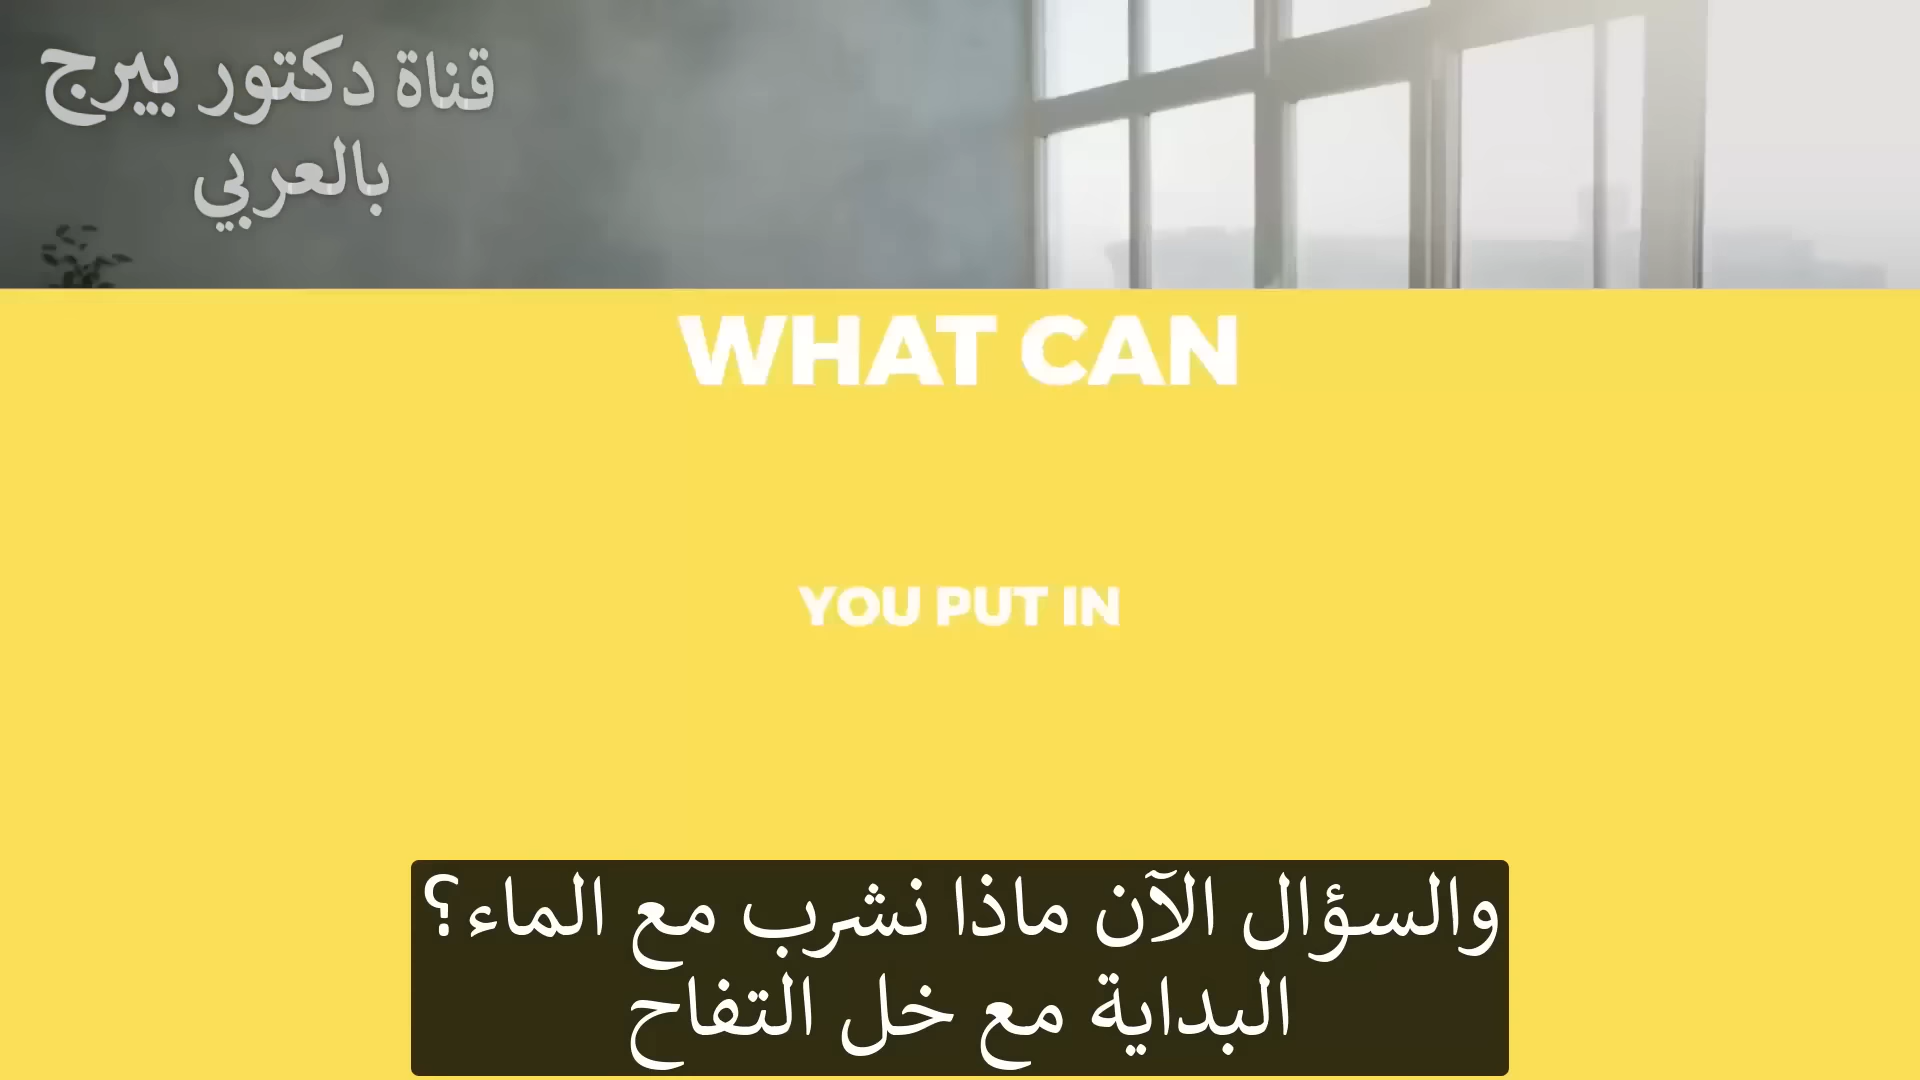 قناة دكتور بيرج
بالعربي
WHAT CAN
YOU PUT IN
والسؤال الآن ماذا نشرب مع الماء؟
البداية مع خل التفاح